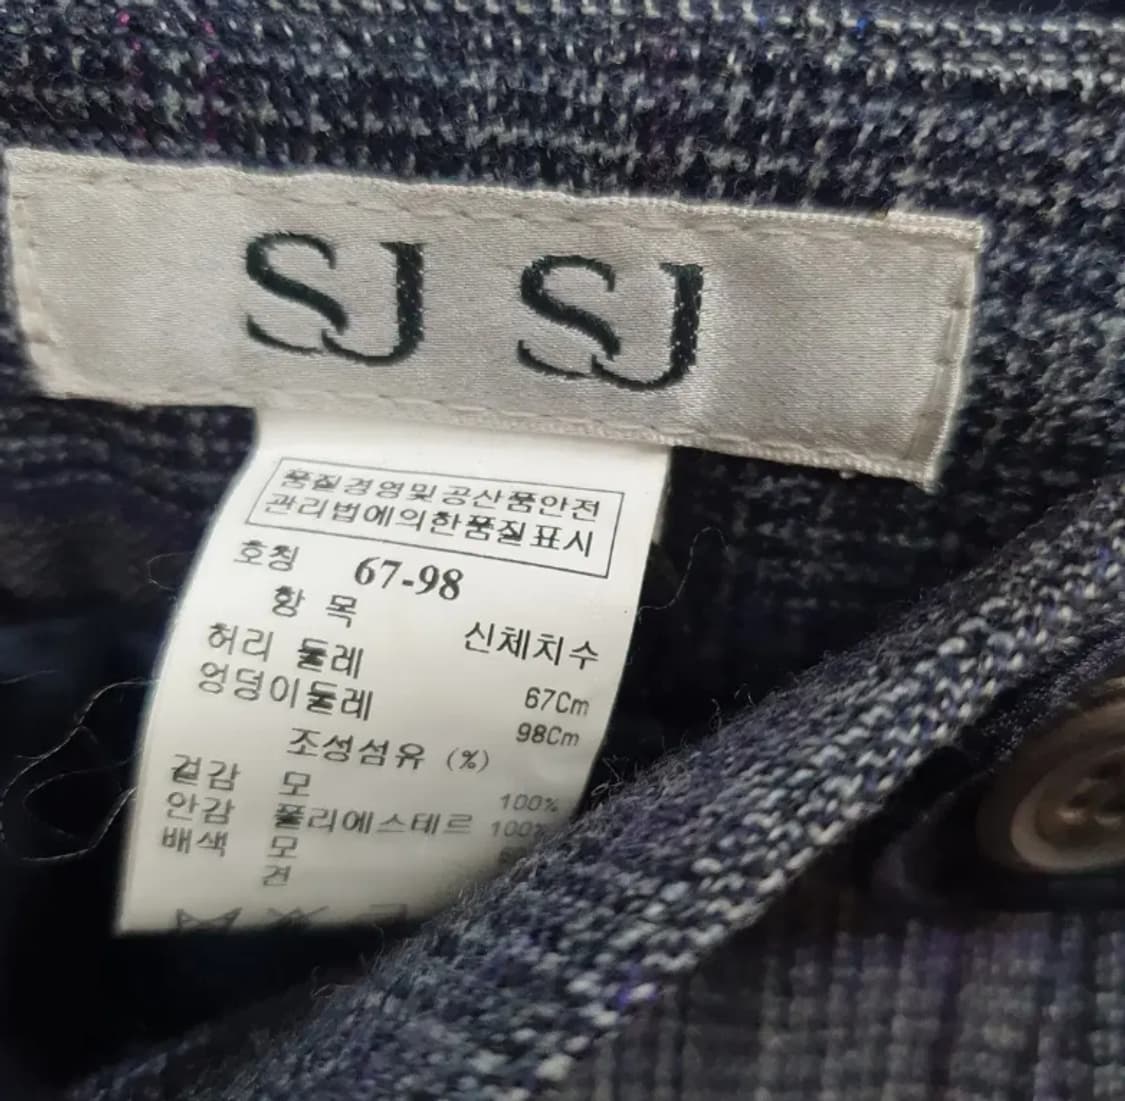 SJ SJ
품질경영및공산품안전
관리법에의한품질표시
호칭 67-98
항 목 신체치수
허리 둘레 67Cm
엉덩이둘레 98Cm
조성섬유 (%)
겉감 모 100%
안감 폴리에스테르 100%
배색 모
견